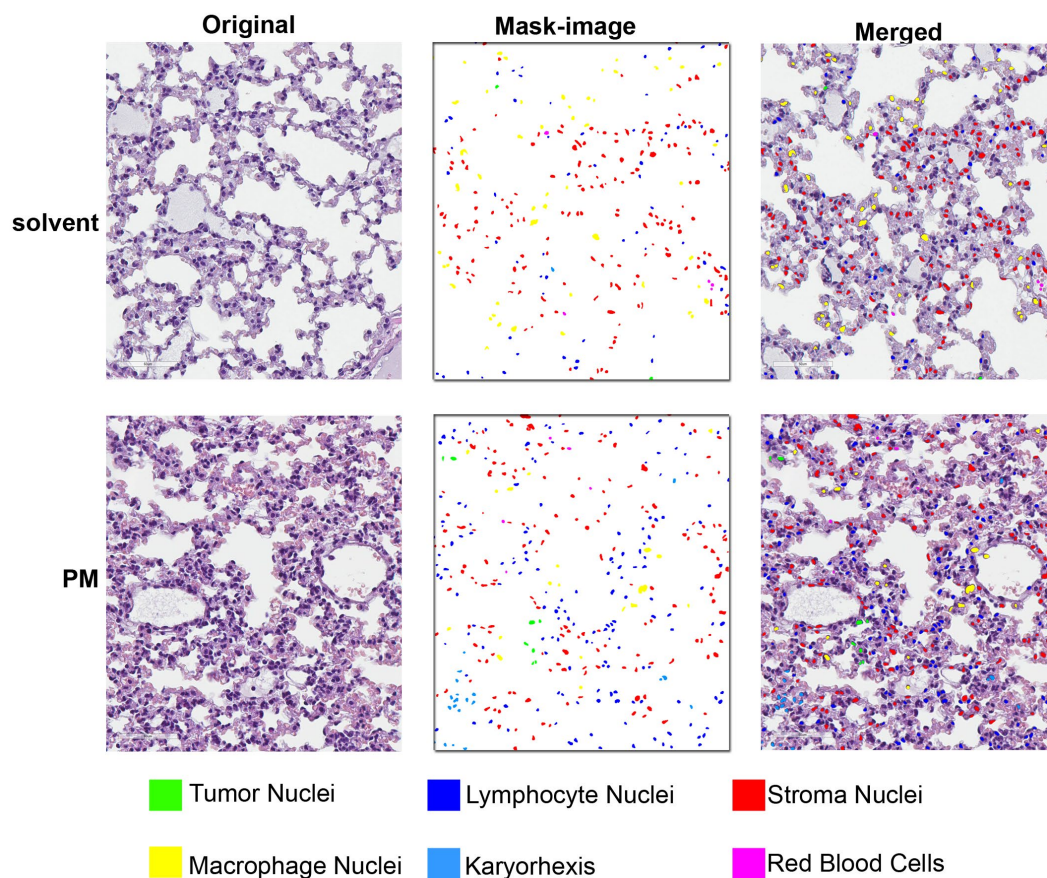 Original
Mask-image
Merged
solvent
PM
Tumor Nuclei
Lymphocyte Nuclei
Stroma Nuclei
Macrophage Nuclei
Karyorhexis
Red Blood Cells